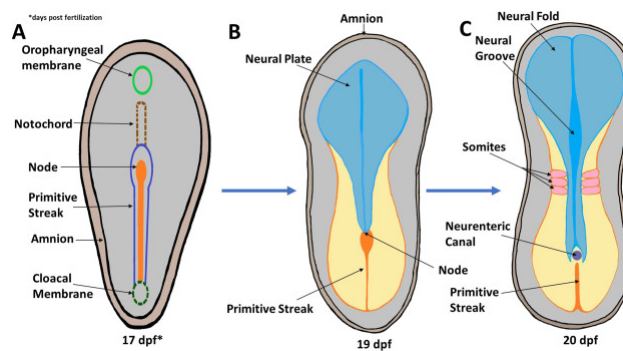 *days post fertilization
A
Oropharyngeal
membrane
Notochord
Node
Primitive
Streak
Amnion
Cloacal
Membrane
17 dpf*
B
Amnion
Neural Plate
Node
Primitive Streak
19 dpf
C
Neural Fold
Neural
Groove
Somites
Neurenteric
Canal
Primitive
Streak
20 dpf